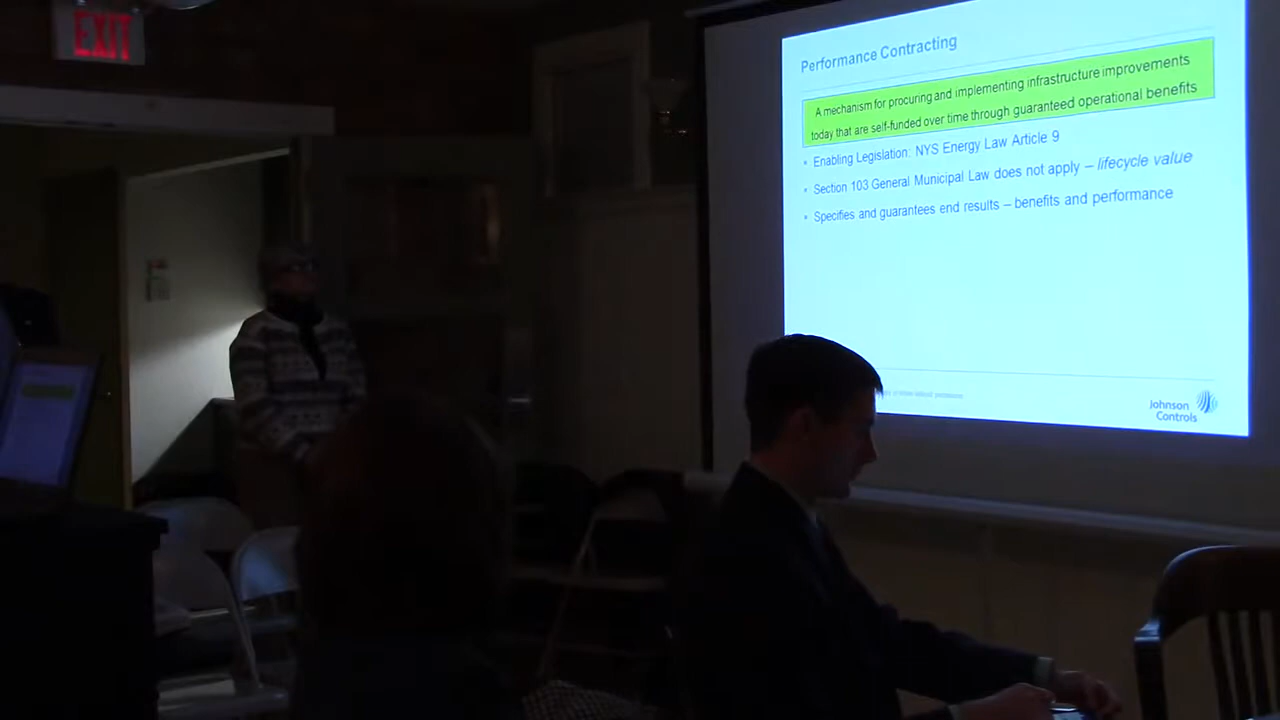 EXIT
Performance Contracting
A mechanism for procuring and implementing infrastructure improvements
today that are self-funded over time through guaranteed operational benefits
• Enabling Legislation: NYS Energy Law Article 9
• Section 103 General Municipal Law does not apply – lifecycle value
• Specifies and guarantees end results – benefits and performance
Johnson
Controls